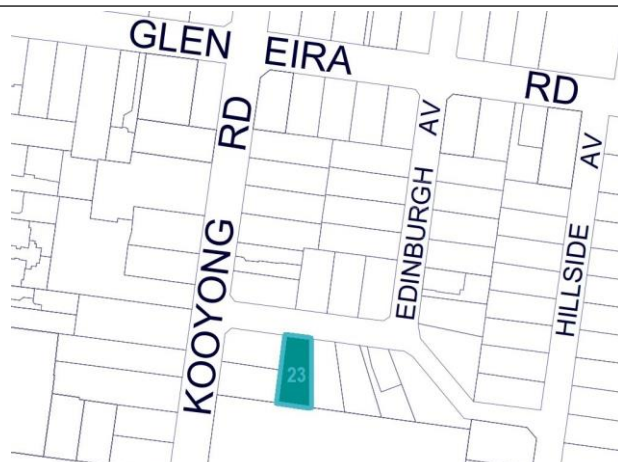 GLEN EIRA RD
KOOYONG RD
EDINBURGH AV
HILLSIDE AV
23